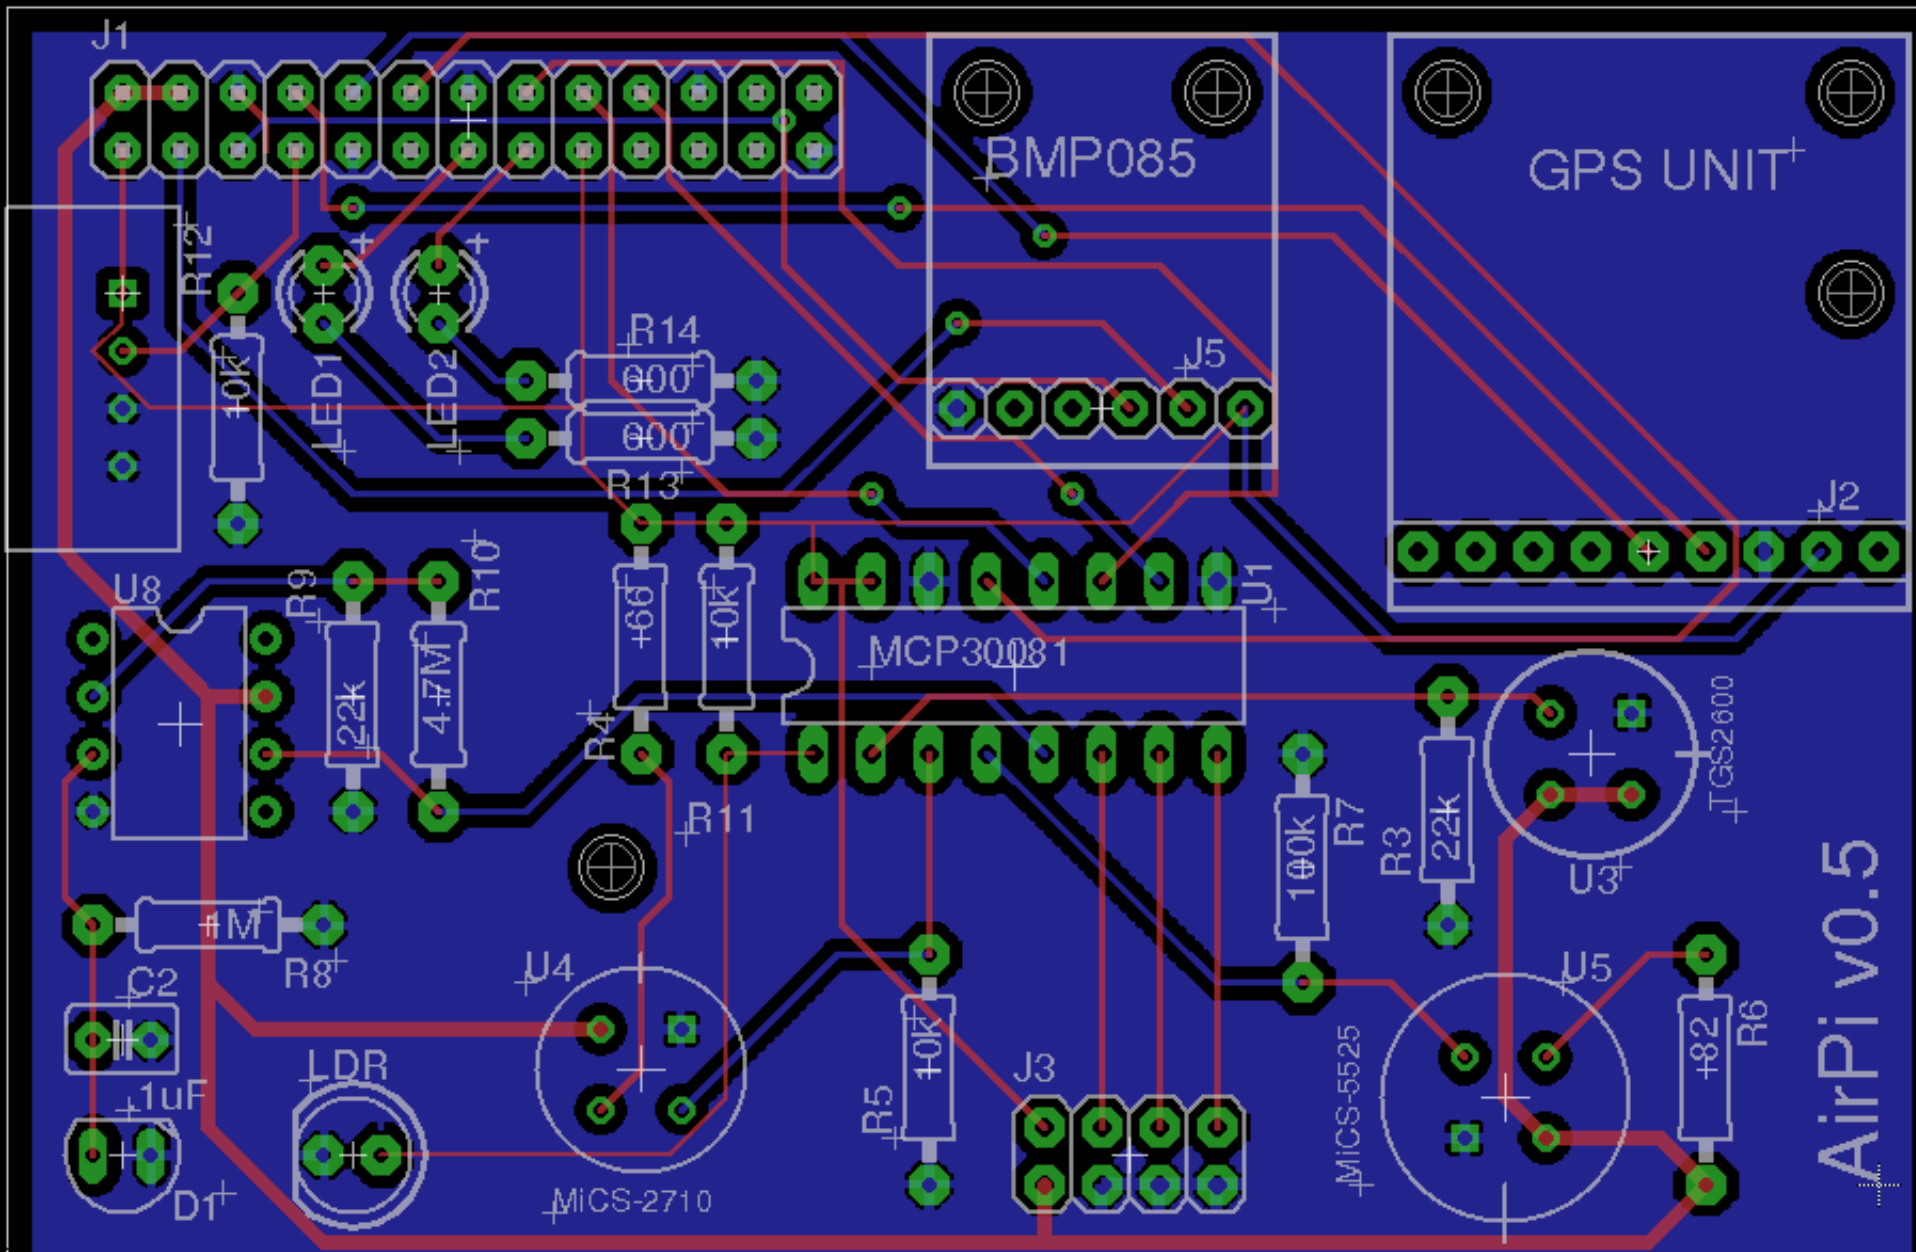 J1
BMP085
GPS UNIT
R12
+
+
10k
LED1
LED2
R14
600
600
R13
J5
J2
U8
R9
R10
22k
4.7M
66
10k
R4
R11
U1
MCP30081
100k
R7
R3
22k
TGS2600
U3
1M
R8
C2
.1uF
D1
LDR
U4
MiCS-2710
10k
R5
J3
MiCS-5525
U5
82
R6
AirPi v0.5